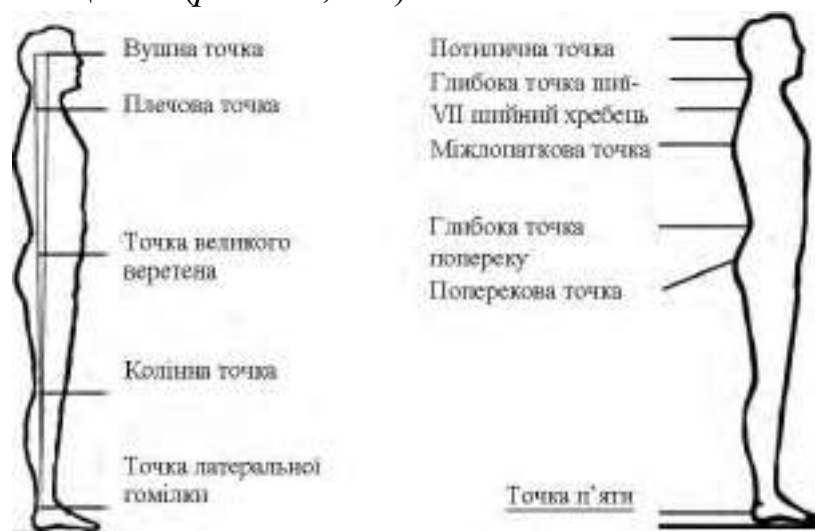 Вушна точка
Плечова точка
Точка великого
веретена
Колінна точка
Точка латеральної
гомілки
Потилична точка
Глибока точка шиї-
VII шийний хребець
Міжлопаткова точка
Глибока точка
попереку
Поперекова точка
Точка п’яти